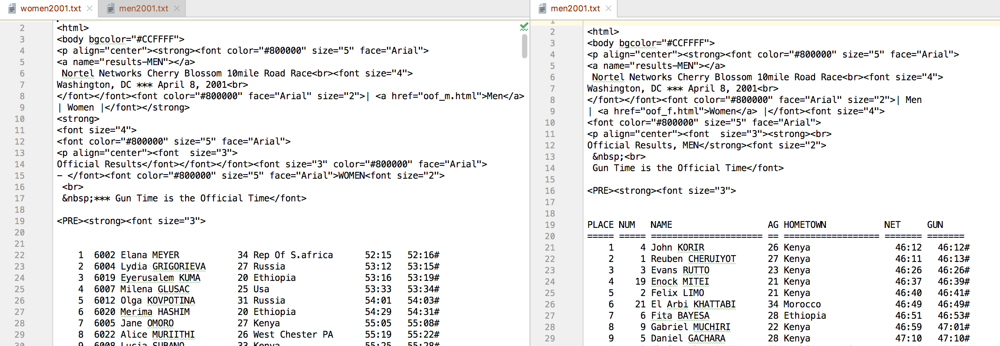 women2001.txt men2001.txt
2 <html>
3 <body bgcolor="#CCFFFF">
4 <p align="center"><strong><font color="#800000" size="5" face="Arial">
5 <a name="results-MEN"></a>
6  Nortel Networks Cherry Blossom 10mile Road Race<br><font size="4">
7 Washington, DC *** April 8, 2001<br>
8 </font></font><font color="#800000" face="Arial" size="2">| <a href="oof_m.html">Men</a>
9 | Women |</font></strong>
10 <strong>
11 <font size="4">
12 <font color="#800000" size="5" face="Arial">
13 <p align="center"><font  size="3">
14 Official Results</font></font></font><font size="3" color="#800000" face="Arial">
15 - </font><font color="#800000" size="5" face="Arial">WOMEN<font size="2">
16  <br>
17  &nbsp;*** Gun Time is the Official Time</font>
18
19 <PRE><strong><font size="3">
20
21
22     1  6002 Elana MEYER           34 Rep Of S.africa      52:15   52:16#
23     2  6004 Lydia GRIGORIEVA      27 Russia               53:12   53:15#
24     3  6019 Eyerusalem KUMA       20 Ethiopia             53:16   53:19#
25     4  6007 Milena GLUSAC         25 Usa                  53:33   53:34#
26     5  6012 Olga KOVPOTINA        31 Russia               54:01   54:03#
27     6  6020 Merima HASHIM         20 Ethiopia             54:29   54:31#
28     7  6005 Jane OMORO            27 Kenya                55:05   55:08#
29     8  6022 Alice MURIITHI        26 West Chester PA      55:19   55:22#
30     9  6008 Lucia SUBANO          33 Kenya                55:25   55:28#
men2001.txt
1
2 <html>
3 <body bgcolor="#CCFFFF">
4 <p align="center"><strong><font color="#800000" size="5" face="Arial">
5 <a name="results-MEN"></a>
6  Nortel Networks Cherry Blossom 10mile Road Race<br><font size="4">
7 Washington, DC *** April 8, 2001<br>
8 </font></font><font color="#800000" face="Arial" size="2">| Men
9 | <a href="oof_f.html">Women</a> |</font><font size="4">
10 <font color="#800000" size="5" face="Arial">
11 <p align="center"><font  size="3"><strong><br>
12 Official Results, MEN</strong><font size="2">
13  &nbsp;<br>
14  Gun Time is the Official Time</font>
15
16 <PRE><strong><font size="3">
17
18
19 PLACE NUM   NAME                  AG HOMETOWN           NET     GUN
20 ===== ===== ===================== == ================== ======= =======
21     1     4 John KORIR            26 Kenya                46:12   46:12#
22     2     1 Reuben CHERUIYOT      27 Kenya                46:11   46:13#
23     3     3 Evans RUTTO           23 Kenya                46:26   46:26#
24     4    19 Enock MITEI           21 Kenya                46:37   46:39#
25     5     2 Felix LIMO            21 Kenya                46:40   46:41#
26     6    21 El Arbi KHATTABI      34 Morocco              46:49   46:49#
27     7     6 Fita BAYESA           28 Ethiopia             46:51   46:53#
28     8     9 Gabriel MUCHIRI       22 Kenya                46:59   47:01#
29     9     5 Daniel GACHARA        28 Kenya                47:10   47:10#